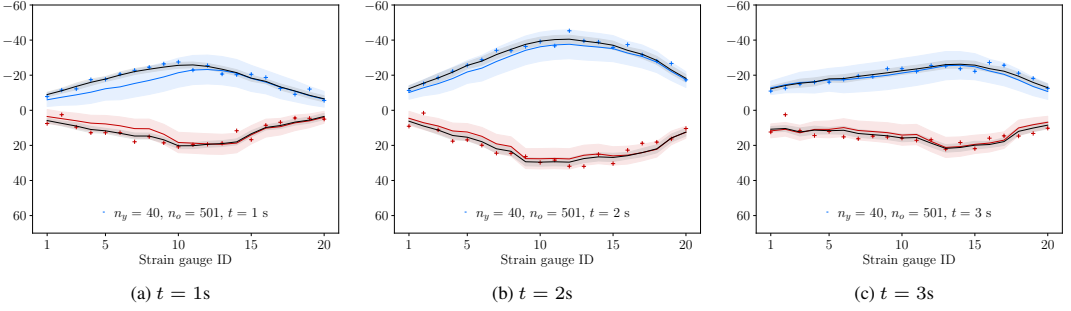 −60
−40
−20
0
20
40
60
1 5 10 15 20
n_y = 40, n_o = 501, t = 1 s
Strain gauge ID
(a) t = 1s
−60
−40
−20
0
20
40
60
1 5 10 15 20
n_y = 40, n_o = 501, t = 2 s
Strain gauge ID
(b) t = 2s
−60
−40
−20
0
20
40
60
1 5 10 15 20
n_y = 40, n_o = 501, t = 3 s
Strain gauge ID
(c) t = 3s